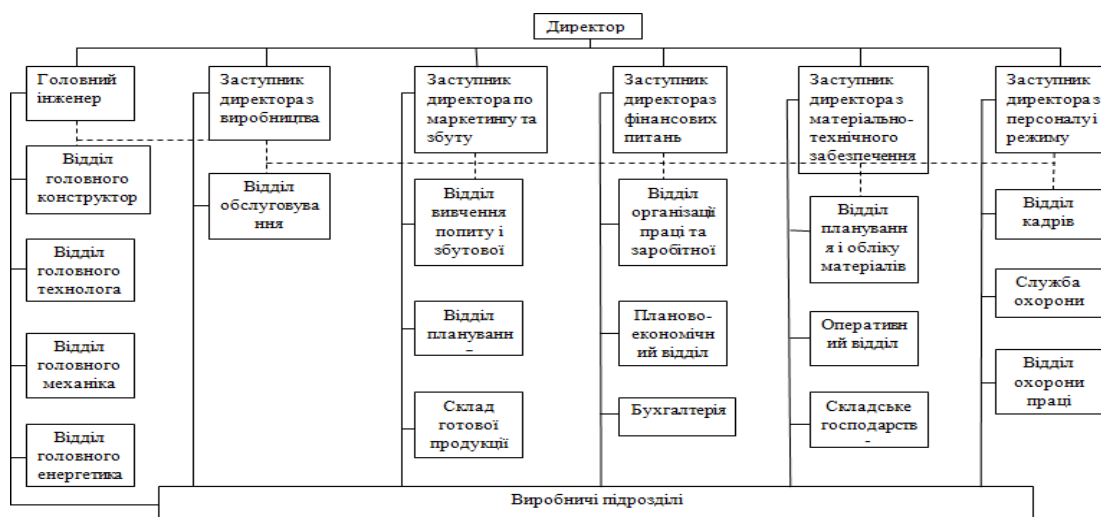 Директор
Головний
інженер
Заступник
директора з
виробництва
Заступник
директора по
маркетингу та
збуту
Заступник
директора з
фінансових
питань
Заступник
директора з
матеріально-
технічного
забезпечення
Заступник
директора з
персоналу і
режиму
Відділ
головного
конструктор
Відділ
обслуговува
ння
Відділ
вивчення
попиту і
збутової
Відділ
організації
праці та
заробітної
Відділ
планування
я і обліку
матеріалів
Відділ
кадрів
Відділ
головного
технолога
Служба
охорони
Відділ
плануванн
Планово-
економічн
ий відділ
Оперативн
ий відділ
Відділ
головного
механіка
Відділ
охорони
праці
Склад
готової
продукції
Бухгалтерія
Складське
господарств
Відділ
головного
енергетика
Виробничі підрозділі